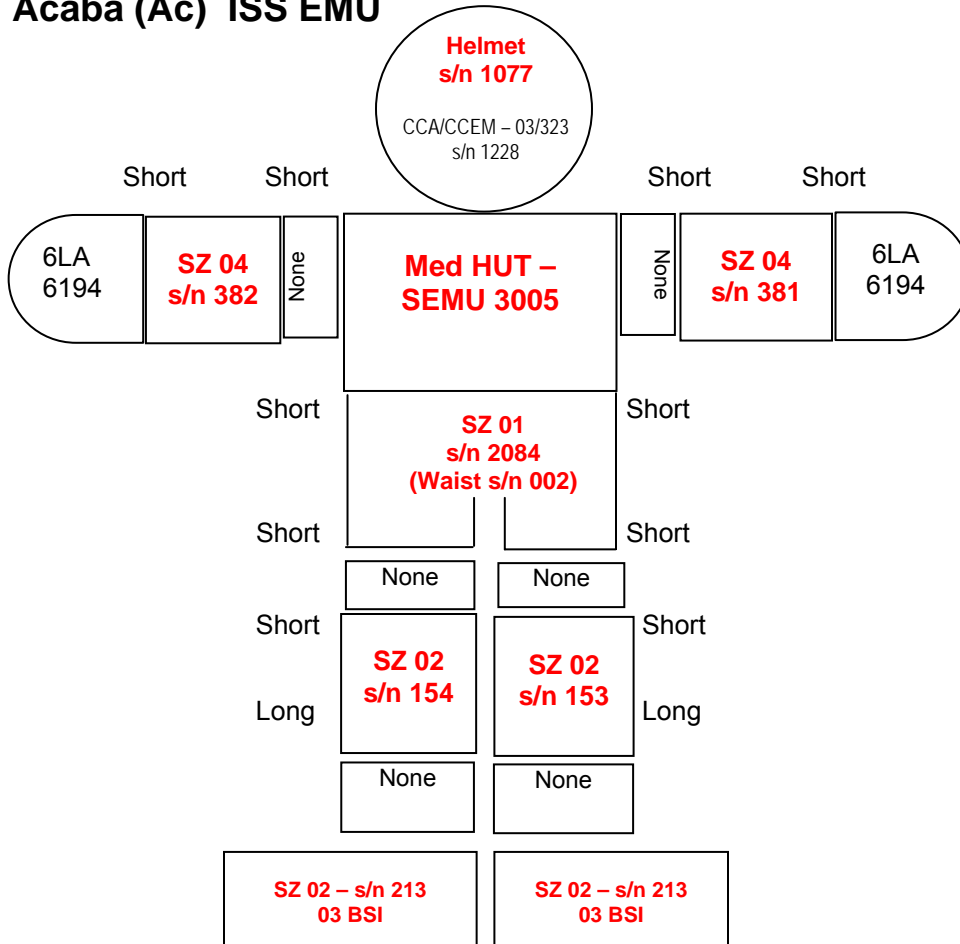 Acaba (Ac) ISS EMU
Helmet
s/n 1077
CCA/CCEM – 03/323
s/n 1228
Short
Short
Short
Short
6LA
6194
SZ 04
s/n 382
None
Med HUT –
SEMU 3005
None
SZ 04
s/n 381
6LA
6194
Short
Short
SZ 01
s/n 2084
(Waist s/n 002)
Short
Short
None
None
Short
Short
SZ 02
s/n 154
SZ 02
s/n 153
Long
Long
None
None
SZ 02 – s/n 213
03 BSI
SZ 02 – s/n 213
03 BSI